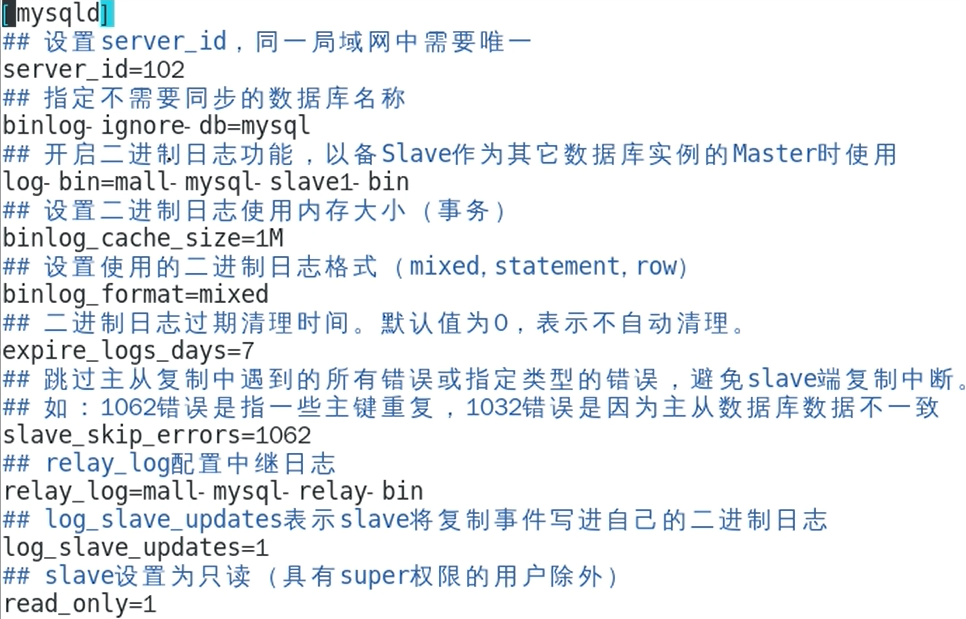 [mysqld]
## 设置server_id，同一局域网中需要唯一
server_id=102
## 指定不需要同步的数据库名称
binlog-ignore-db=mysql
## 开启二进制日志功能，以备Slave作为其它数据库实例的Master时使用
log-bin=mall-mysql-slave1-bin
## 设置二进制日志使用内存大小（事务）
binlog_cache_size=1M
## 设置使用的二进制日志格式（mixed,statement,row）
binlog_format=mixed
## 二进制日志过期清理时间。默认值为0，表示不自动清理。
expire_logs_days=7
## 跳过主从复制中遇到的所有错误或指定类型的错误，避免slave端复制中断。
## 如：1062错误是指一些主键重复，1032错误是因为主从数据库数据不一致
slave_skip_errors=1062
## relay_log配置中继日志
relay_log=mall-mysql-relay-bin
## log_slave_updates表示slave将复制事件写进自己的二进制日志
log_slave_updates=1
## slave设置为只读（具有super权限的用户除外）
read_only=1